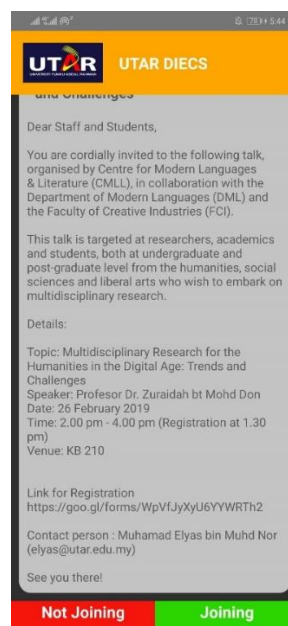 78 5:44
UTAR
UNIVERSITI TUNKU ABDUL RAHMAN
UTAR DIECS
and Challenges
Dear Staff and Students,
You are cordially invited
to the following talk,
organised by Centre for
Modern Languages
& Literature (CMLL), in
collaboration with the
Department of Modern
Languages (DML) and
the Faculty of Creative
Industries (FCI).
This talk is targeted at
researchers, academics
and students, both at
undergraduate and
post-graduate level from
the humanities, social
sciences and liberal arts
who wish to embark on
multidisciplinary research.
Details:
Topic: Multidisciplinary
Research for the
Humanities in the Digital
Age: Trends and
Challenges
Speaker: Profesor Dr. Zuraidah bt Mohd Don
Date: 26 February 2019
Time: 2.00 pm - 4.00 pm (Registration at 1.30
pm)
Venue: KB 210
Link for Registration
https://goo.gl/forms/WpVfJyXyU6YYWRTh2
Contact person : Muhamad Elyas bin Muhd Nor
(elyas@utar.edu.my)
See you there!
Not Joining
Joining